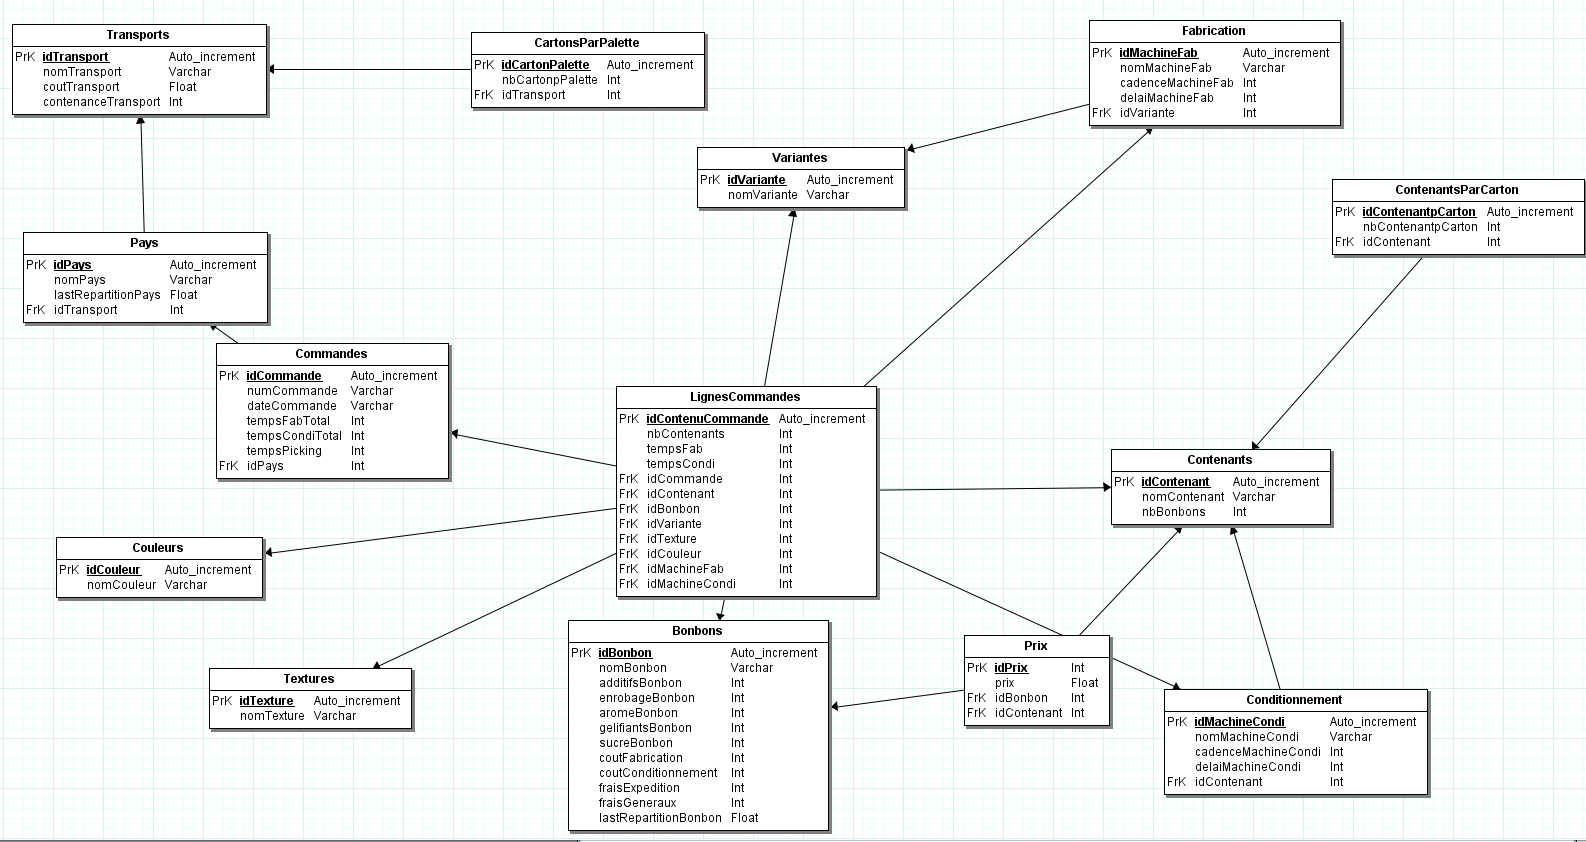 Transports
PrK idTransport Auto_increment
nomTransport Varchar
coutTransport Float
contenanceTransport Int
CartonsParPalette
PrK idCartonPalette Auto_increment
nbCartonpPalette Int
FrK idTransport Int
Fabrication
PrK idMachineFab Auto_increment
nomMachineFab Varchar
cadenceMachineFab Int
delaiMachineFab Int
FrK idVariante Int
Variantes
PrK idVariante Auto_increment
nomVariante Varchar
ContenantsParCarton
PrK idContenantpCarton Auto_increment
nbContenantpCarton Int
FrK idContenant Int
Pays
PrK idPays Auto_increment
nomPays Varchar
lastRepartitionPays Float
FrK idTransport Int
Commandes
PrK idCommande Auto_increment
numCommande Varchar
dateCommande Varchar
tempsFabTotal Int
tempsCondiTotal Int
tempsPicking Int
FrK idPays Int
LignesCommandes
PrK idContenuCommande Auto_increment
nbContenants Int
tempsFab Int
tempsCondi Int
FrK idCommande Int
FrK idContenant Int
FrK idBonbon Int
FrK idVariante Int
FrK idTexture Int
FrK idCouleur Int
FrK idMachineFab Int
FrK idMachineCondi Int
Contenants
PrK idContenant Auto_increment
nomContenant Varchar
nbBonbons Int
Couleurs
PrK idCouleur Auto_increment
nomCouleur Varchar
Textures
PrK idTexture Auto_increment
nomTexture Varchar
Bonbons
PrK idBonbon Auto_increment
nomBonbon Varchar
additifsBonbon Int
enrobageBonbon Int
aromeBonbon Int
gelifiantsBonbon Int
sucreBonbon Int
coutFabrication Int
coutConditionnement Int
fraisExpedition Int
fraisGeneraux Int
lastRepartitionBonbon Float
Prix
PrK idPrix Int
prix Float
FrK idBonbon Int
FrK idContenant Int
Conditionnement
PrK idMachineCondi Auto_increment
nomMachineCondi Varchar
cadenceMachineCondi Int
delaiMachineCondi Int
FrK idContenant Int